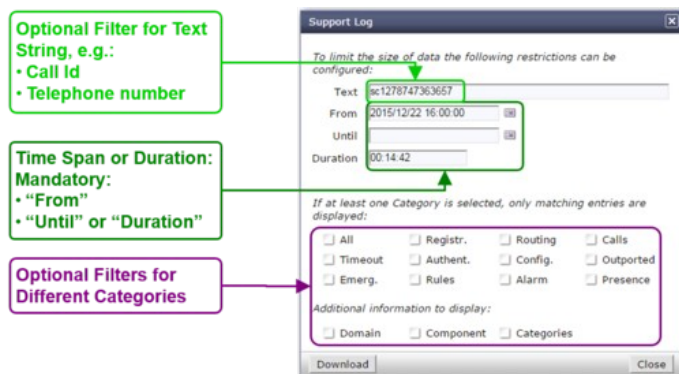 Optional Filter for Text
String, e.g.:
• Call Id
• Telephone number
Time Span or Duration:
Mandatory:
• “From”
• “Until” or “Duration”
Optional Filters for
Different Categories
Support Log
To limit the size of data the following restrictions can be
configured:
Text sc1278747363657
From 2015/12/22 16:00:00
Until
Duration 00:14:42
If at least one Category is selected, only matching entries are
displayed:
All Registr. Routing Calls
Timeout Authent. Config. Outported
Emerg. Rules Alarm Presence
Additional information to display:
Domain Component Categories
Download Close